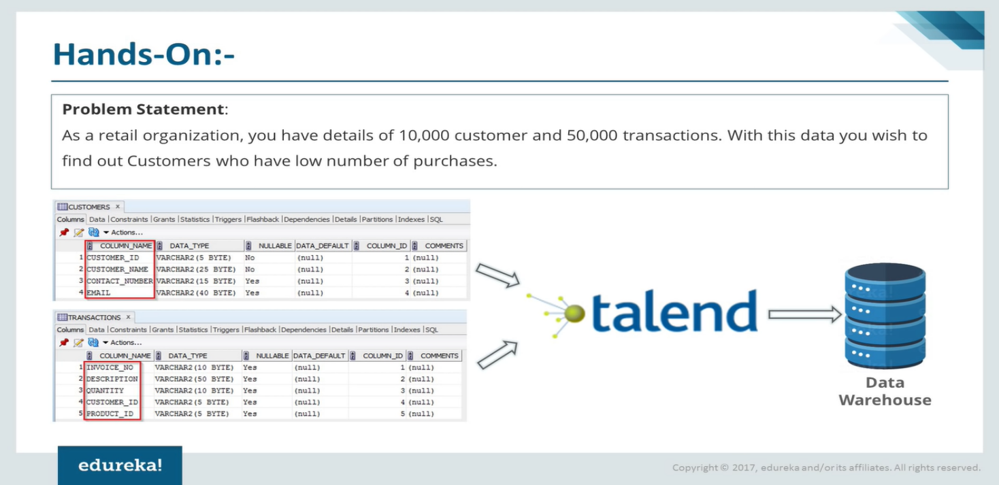 Hands-On:-
Problem Statement:
As a retail organization, you have details of 10,000 customer and 50,000 transactions. With this data you wish to
find out Customers who have low number of purchases.
CUSTOMERS x
Columns Data |Constraints |Grants |Statistics |Triggers |Flashback |Dependencies |Details |Partitions |Indexes |SQL
Actions...
COLUMN_NAME DATA_TYPE NULLABLE DATA_DEFAULT COLUMN_ID COMMENTS
1 CUSTOMER_ID VARCHAR2(5 BYTE) No (null) 1 (null)
2 CUSTOMER_NAME VARCHAR2(25 BYTE) No (null) 2 (null)
3 CONTACT_NUMBER VARCHAR2(15 BYTE) Yes (null) 3 (null)
4 EMAIL VARCHAR2(40 BYTE) Yes (null) 4 (null)
TRANSACTIONS x
Columns Data |Constraints |Grants |Statistics |Triggers |Flashback |Dependencies |Details |Partitions |Indexes |SQL
Actions...
COLUMN_NAME DATA_TYPE NULLABLE DATA_DEFAULT COLUMN_ID COMMENTS
1 INVOICE_NO VARCHAR2(10 BYTE) Yes (null) 1 (null)
2 DESCRIPTION VARCHAR2(50 BYTE) Yes (null) 2 (null)
3 QUANTITY VARCHAR2(10 BYTE) Yes (null) 3 (null)
4 CUSTOMER_ID VARCHAR2(5 BYTE) Yes (null) 4 (null)
5 PRODUCT_ID VARCHAR2(5 BYTE) Yes (null) 5 (null)
talend
Data
Warehouse
edureka!
Copyright © 2017, edureka and/or its affiliates. All rights reserved.